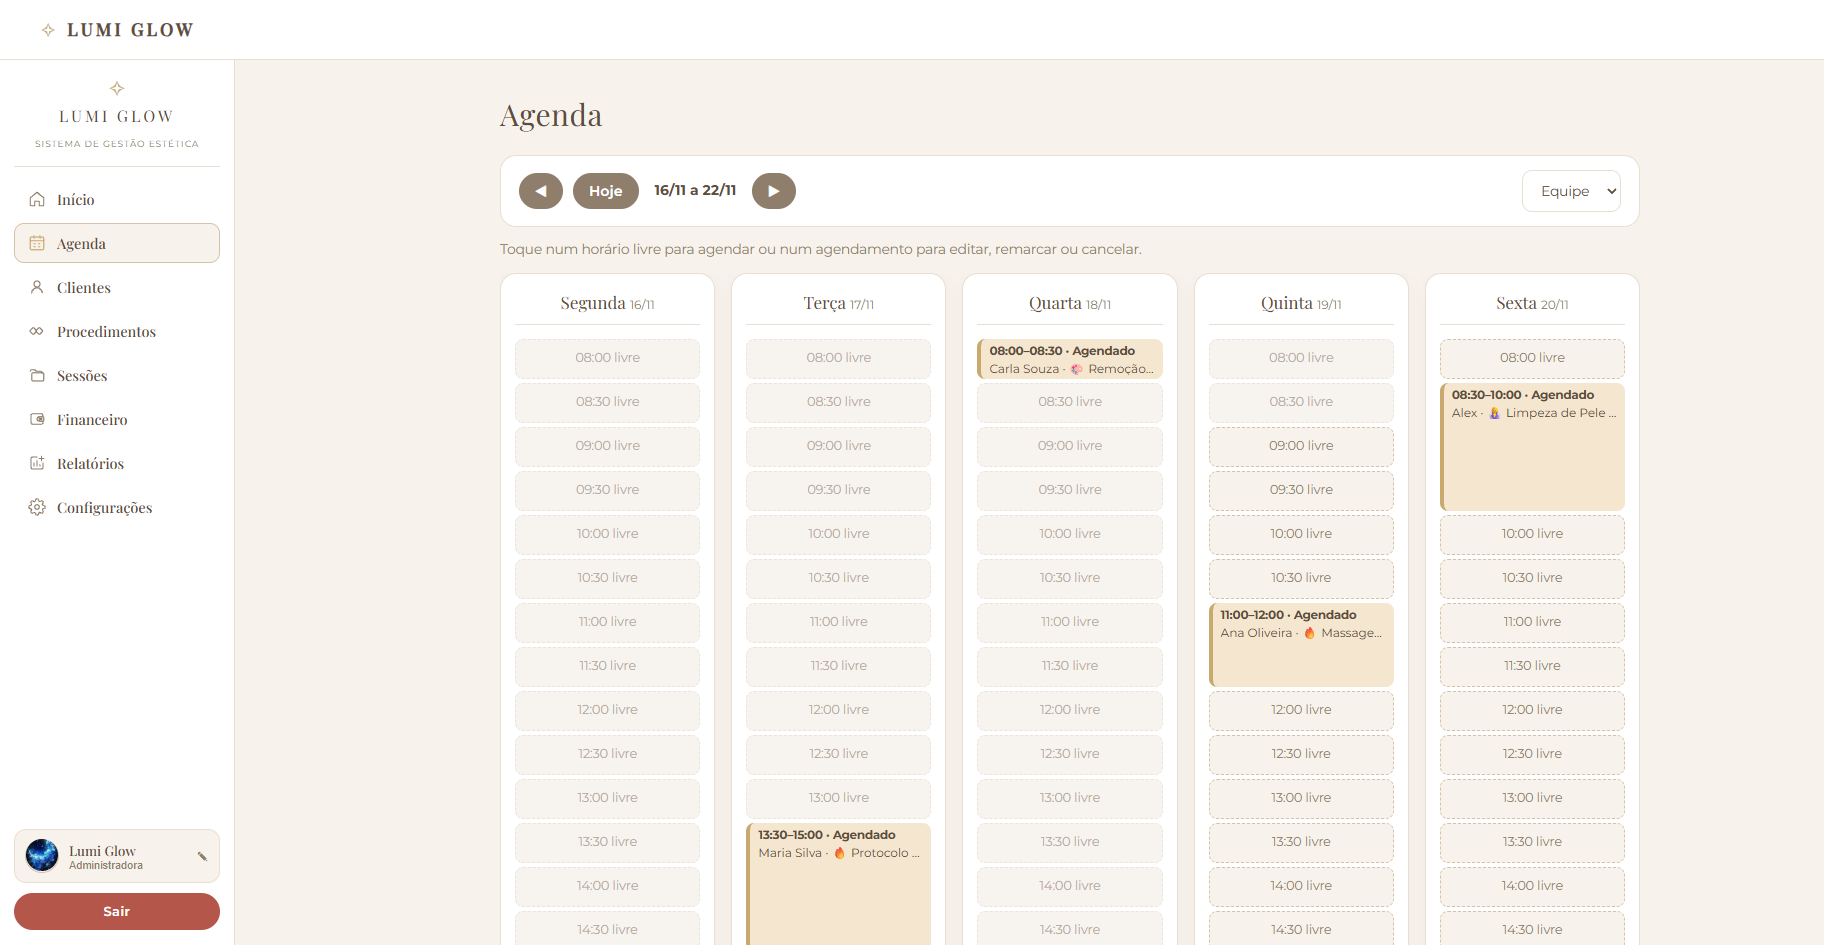 LUMI GLOW
LUMI GLOW
SISTEMA DE GESTÃO ESTÉTICA
Início
Agenda
Clientes
Procedimentos
Sessões
Financeiro
Relatórios
Configurações
Lumi Glow
Administradora
Sair
Agenda
Hoje
16/11 a 22/11
Equipe
Toque num horário livre para agendar ou num agendamento para editar, remarcar ou cancelar.
Segunda 16/11
08:00 livre
08:30 livre
09:00 livre
09:30 livre
10:00 livre
10:30 livre
11:00 livre
11:30 livre
12:00 livre
12:30 livre
13:00 livre
13:30 livre
14:00 livre
14:30 livre
Terça 17/11
08:00 livre
08:30 livre
09:00 livre
09:30 livre
10:00 livre
10:30 livre
11:00 livre
11:30 livre
12:00 livre
12:30 livre
13:00 livre
13:30–15:00 · Agendado
Maria Silva · 🔥 Protocolo ...
Quarta 18/11
08:00–08:30 · Agendado
Carla Souza · 🧼 Remoção...
08:30 livre
09:00 livre
09:30 livre
10:00 livre
10:30 livre
11:00 livre
11:30 livre
12:00 livre
12:30 livre
13:00 livre
13:30 livre
14:00 livre
14:30 livre
Quinta 19/11
08:00 livre
08:30 livre
09:00 livre
09:30 livre
10:00 livre
10:30 livre
11:00–12:00 · Agendado
Ana Oliveira · 🔥 Massage...
12:00 livre
12:30 livre
13:00 livre
13:30 livre
14:00 livre
14:30 livre
Sexta 20/11
08:00 livre
08:30–10:00 · Agendado
Alex · 🧖‍♀️ Limpeza de Pele ...
10:00 livre
10:30 livre
11:00 livre
11:30 livre
12:00 livre
12:30 livre
13:00 livre
13:30 livre
14:00 livre
14:30 livre